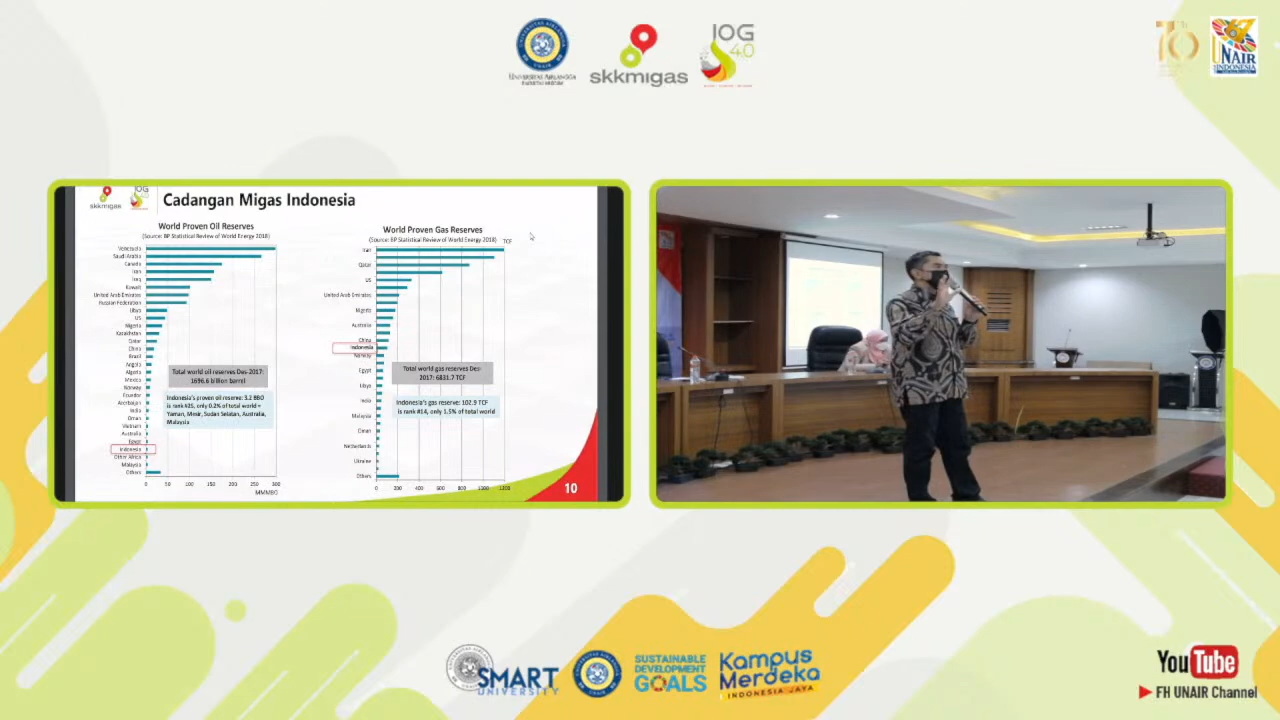 UNIVERSITAS AIRLANGGA
skkmigas
IOG
4.0
UNAIR
INDONESIA
skkmigas
IOG
Cadangan Migas Indonesia
World Proven Oil Reserves
(Source: BP Statistical Review of World Energy 2018)
Venezuela
Saudi Arabia
Canada
Iran
Iraq
Kuwait
United Arab Emirates
Russian Federation
Libya
US
Nigeria
Kazakhstan
Qatar
China
Brazil
Angola
Algeria
Mexico
Norway
Ecuador
Azerbaijan
India
Oman
Vietnam
Australia
Egypt
Indonesia
Other Africa
Malaysia
Others
0 50 100 150 200 250 300
MMMBO
Total world oil reserves Des-2017:
1696.6 billion barrel
Indonesia's proven oil reserve: 3.2 BBO
is rank #25, only 0.2% of total world ≈
Yaman, Mesir, Sudan Selatan, Australia,
Malaysia
World Proven Gas Reserves
(Source: BP Statistical Review of World Energy 2018)
TCF
Iran
Qatar
US
United Arab Emirates
Nigeria
Australia
China
Indonesia
Norway
Egypt
Libya
India
Malaysia
Oman
Netherlands
Ukraine
Others
0 200 400 600 800 1000 1200
Total world gas reserves Des-
2017: 6831.7 TCF
Indonesia's gas reserve: 102.9 TCF
is rank #14, only 1.5% of total world
10
SMART
UNIVERSITY
SUSTAINABLE
DEVELOPMENT
GOALS
Kampus
Merdeka
INDONESIA JAYA
YouTube
FH UNAIR Channel